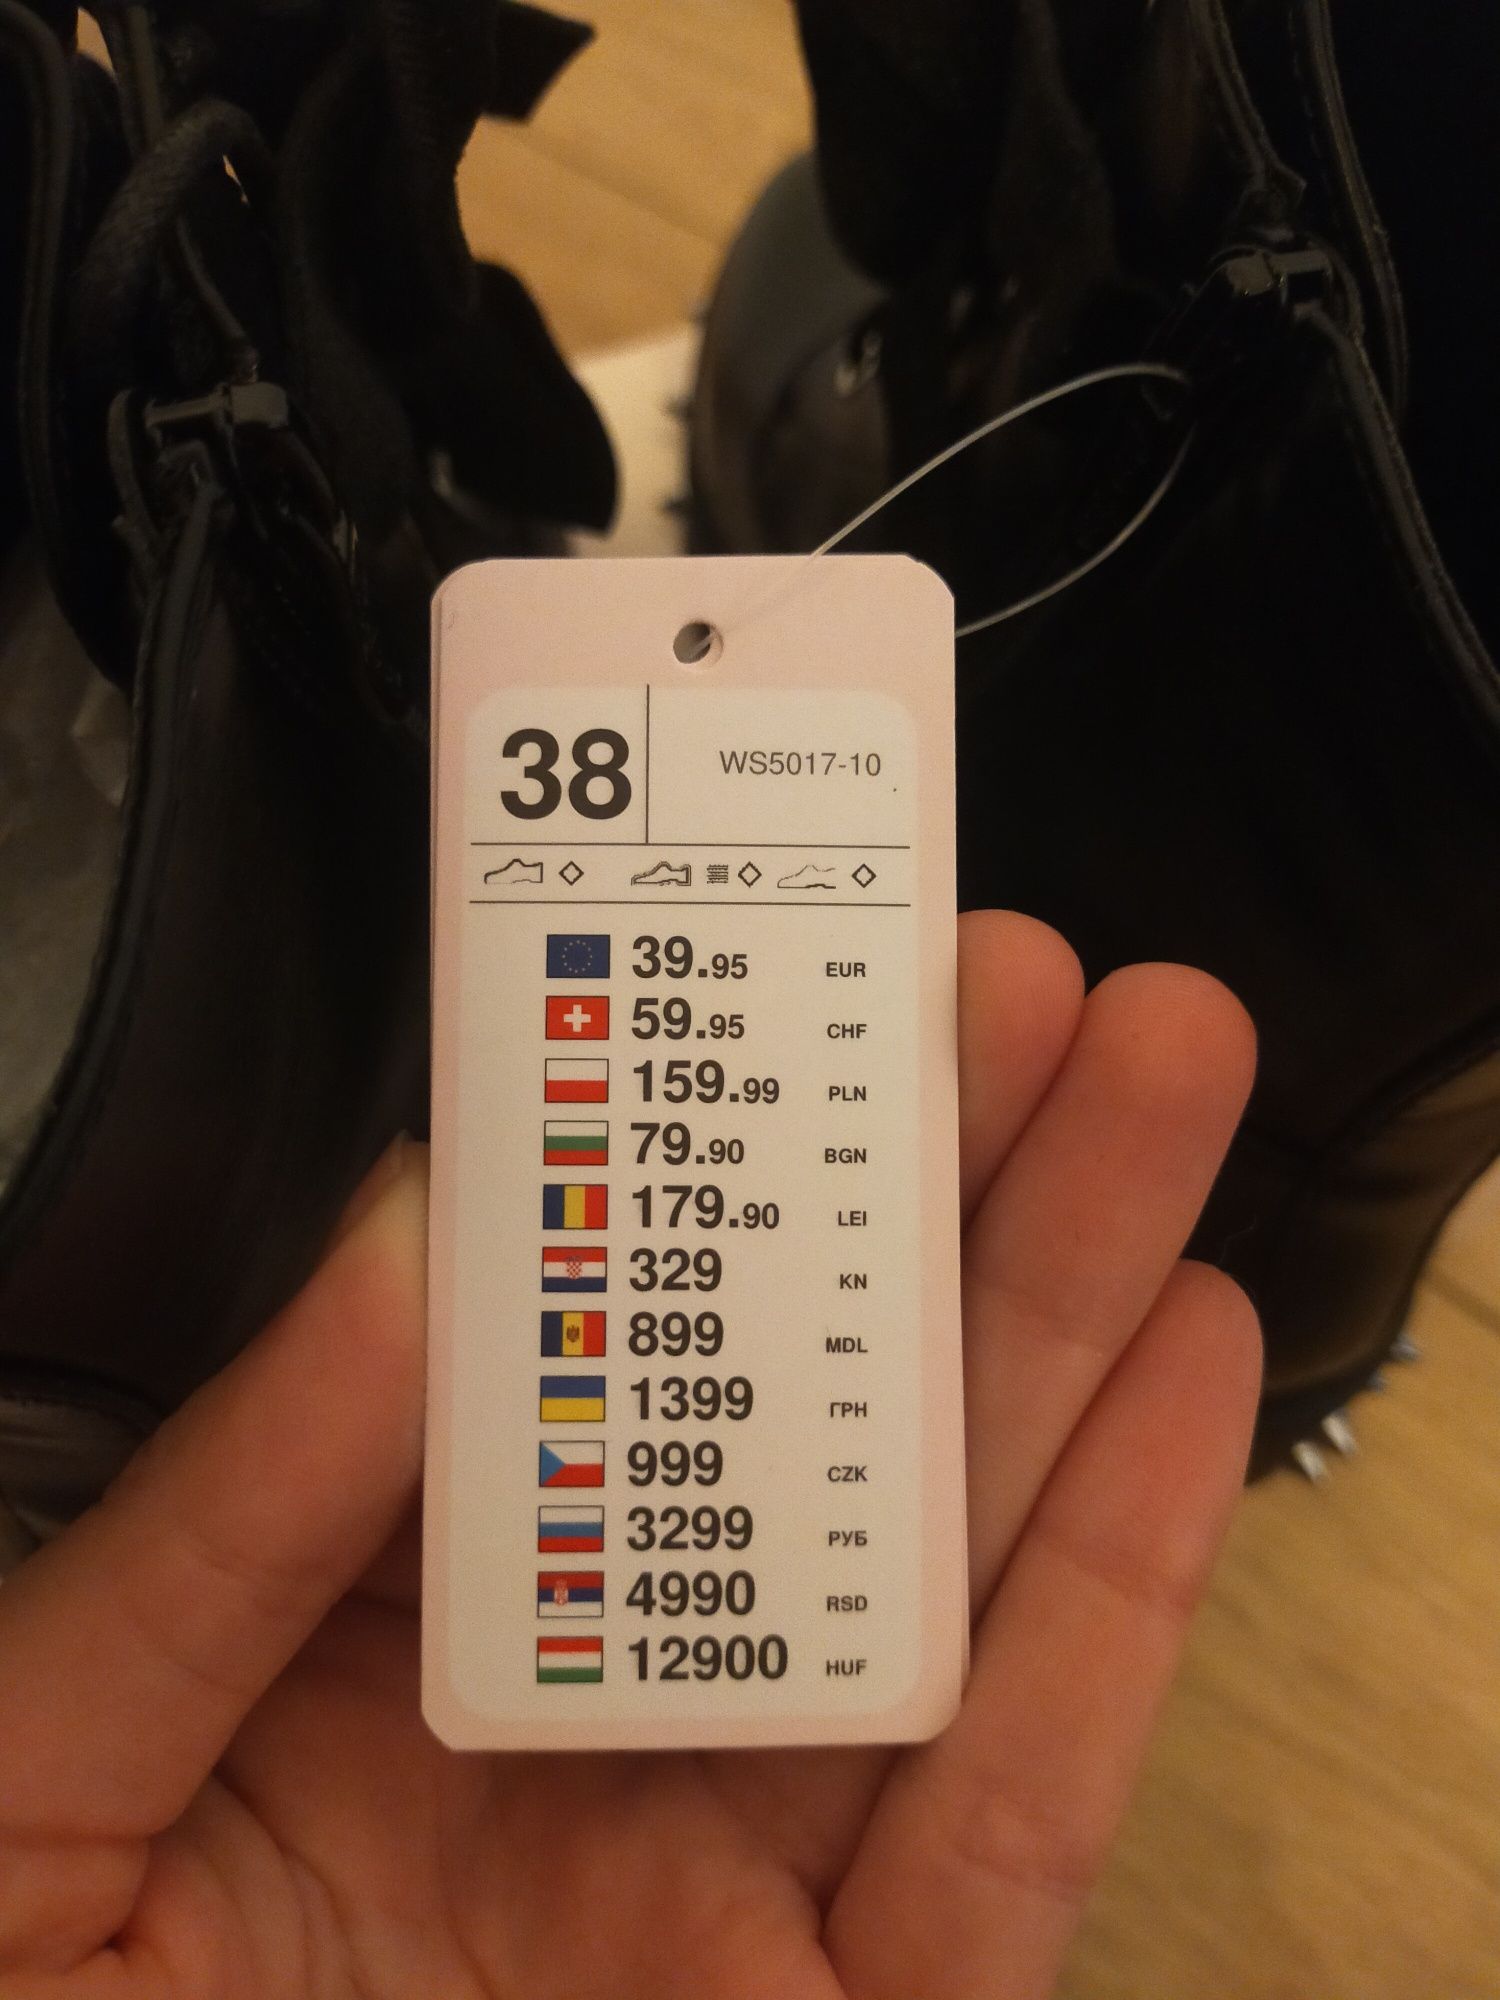 38
WS5017-10
39.95 EUR
59.95 CHF
159.99 PLN
79.90 BGN
179.90 LEI
329 KN
899 MDL
1399 ГРН
999 CZK
3299 РУБ
4990 RSD
12900 HUF